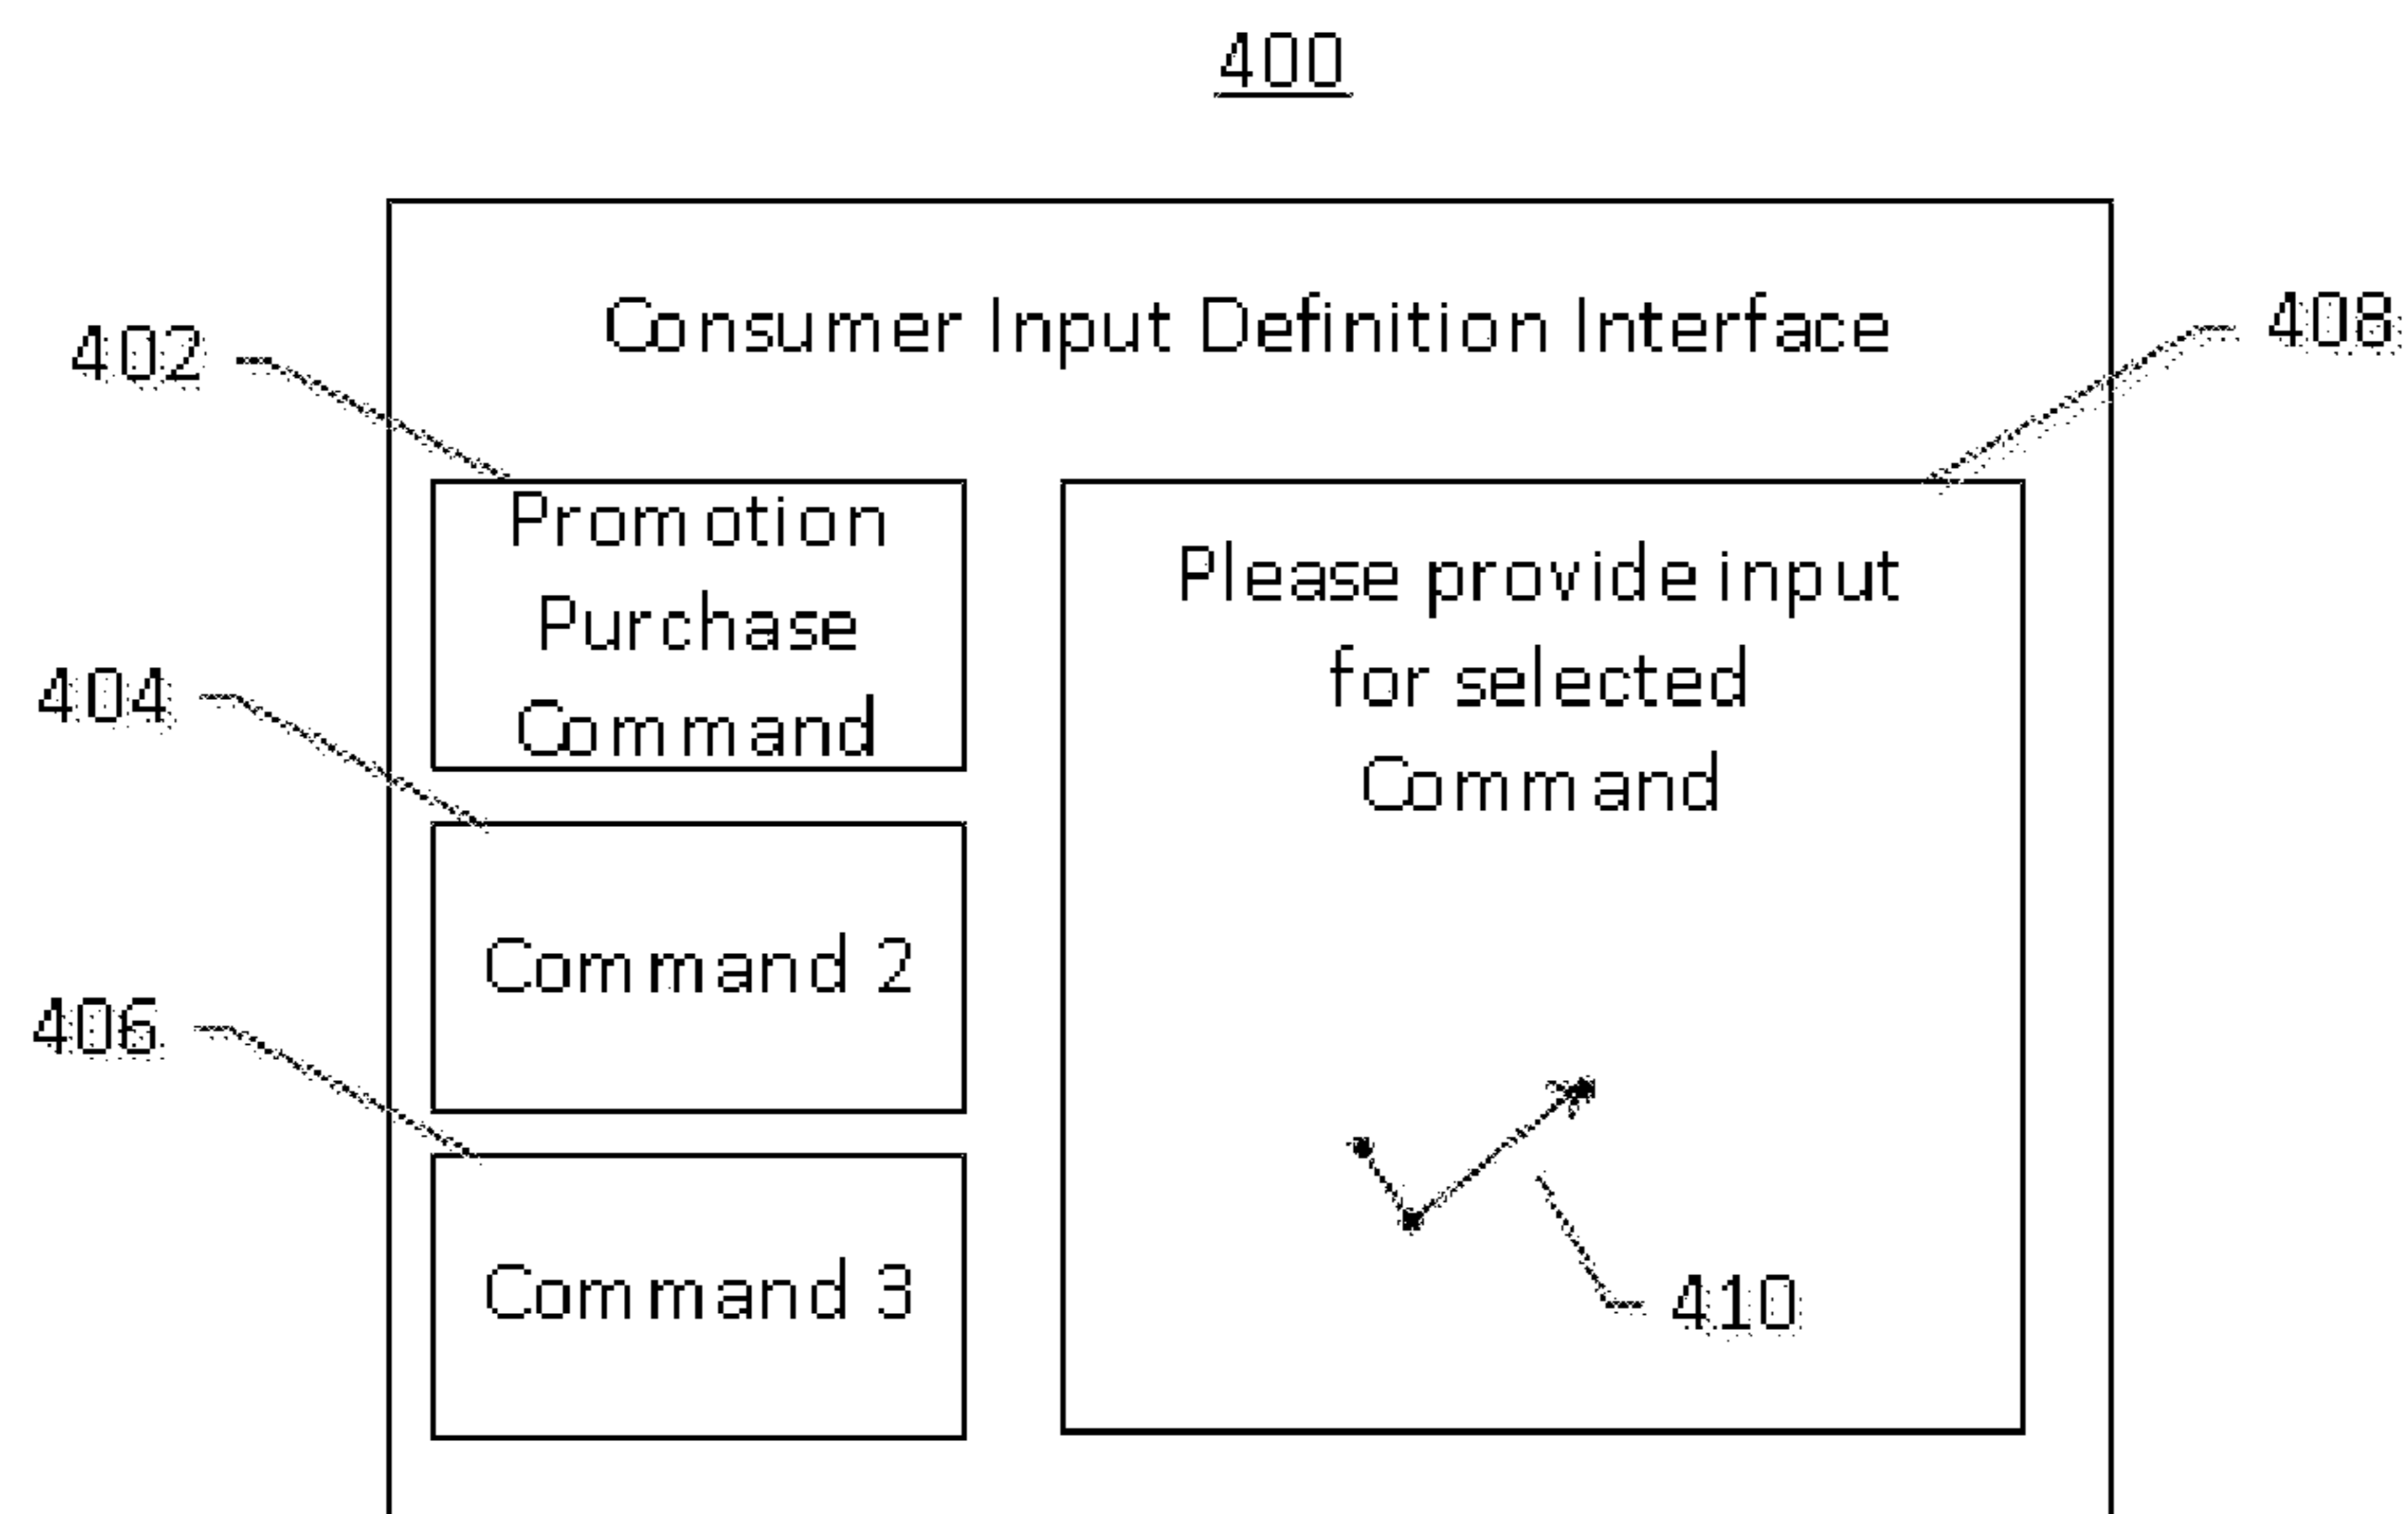 400
Consumer Input Definition Interface
402
408
Promotion
Purchase
Command
Please provide input
for selected
Command
404
Command 2
406
Command 3
410